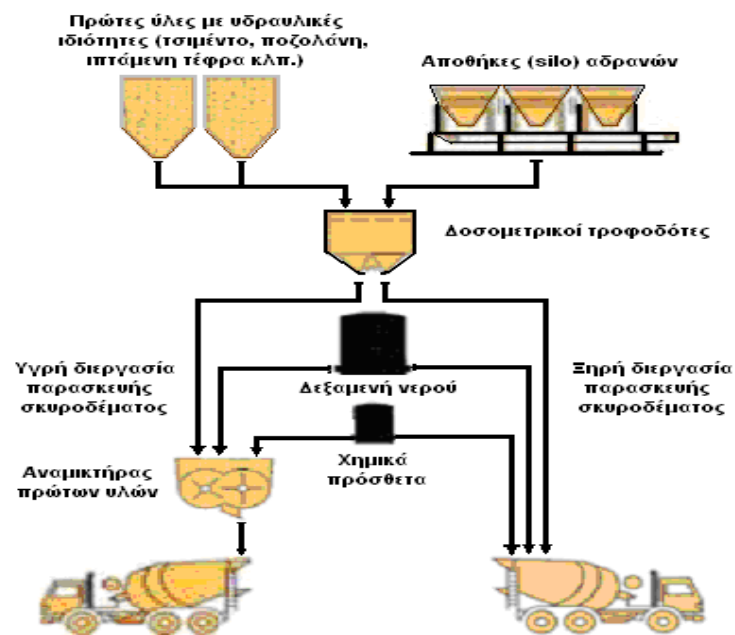 Πρώτες ύλες με υδραυλικές
ιδιότητες (τσιμέντο, ποζολάνη,
ιπτάμενη τέφρα κλπ.)
Αποθήκες (silo) αδρανών
Δοσομετρικοί τροφοδότες
Υγρή διεργασία
παρασκευής
σκυροδέματος
Δεξαμενή νερού
Ξηρή διεργασία
παρασκευής
σκυροδέματος
Αναμικτήρας
πρώτων υλών
Χημικά
πρόσθετα